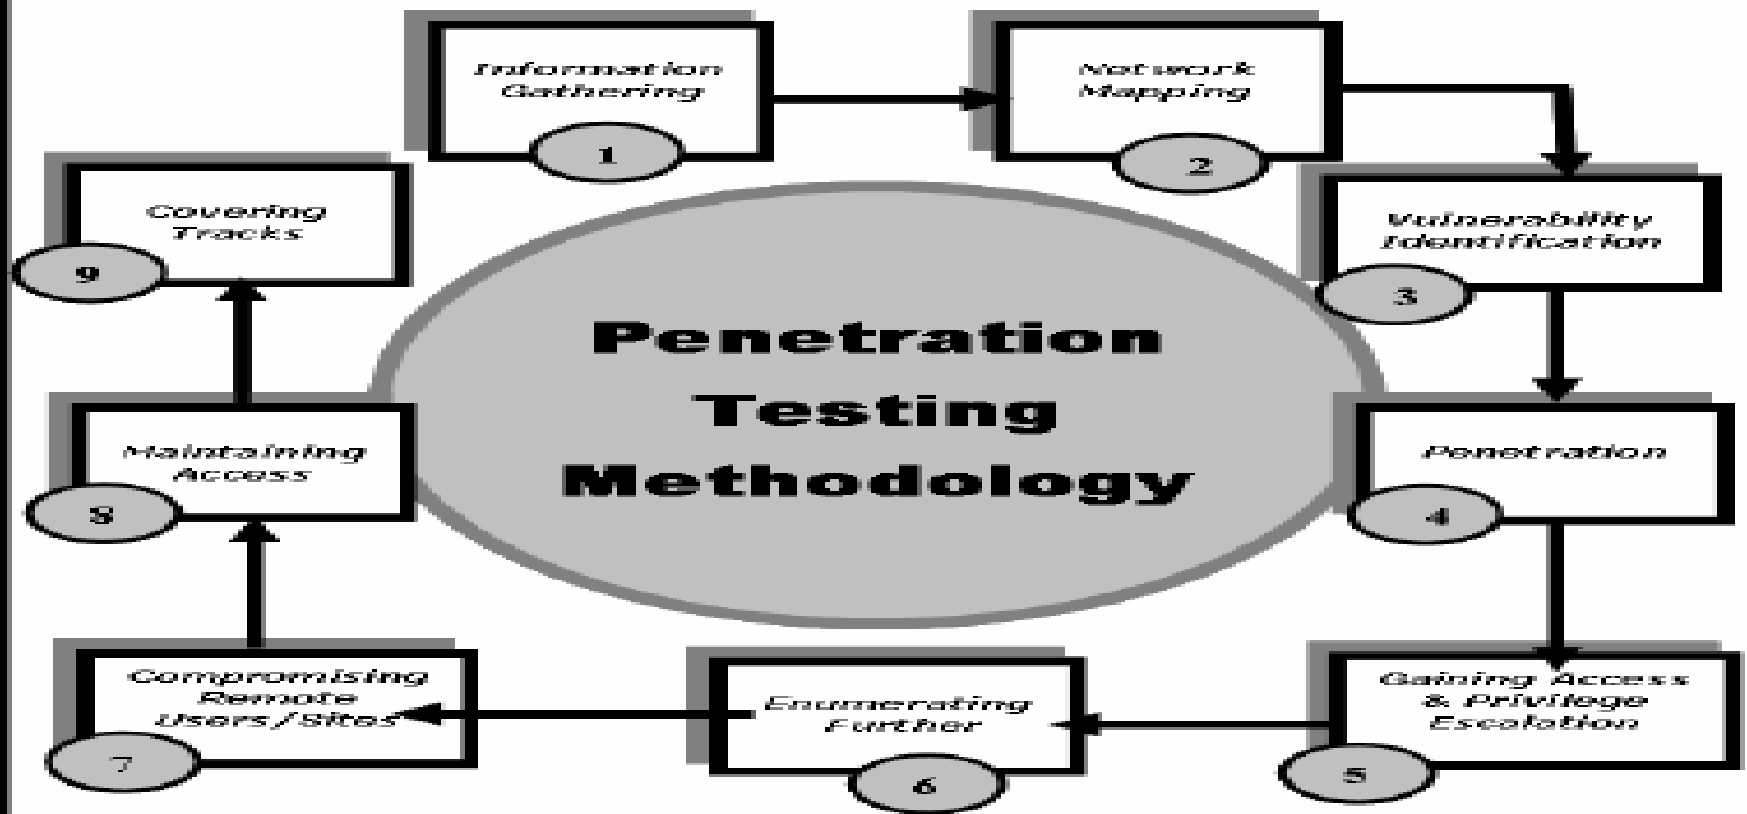 Information
Gathering
1
Network
Mapping
2
Vulnerability
Identification
3
Penetration
4
Gaining Access
& Privilege
Escalation
5
Enumerating
Further
6
Compromising
Remote
Users/Sites
7
Maintaining
Access
8
Covering
Tracks
9
Penetration
Testing
Methodology